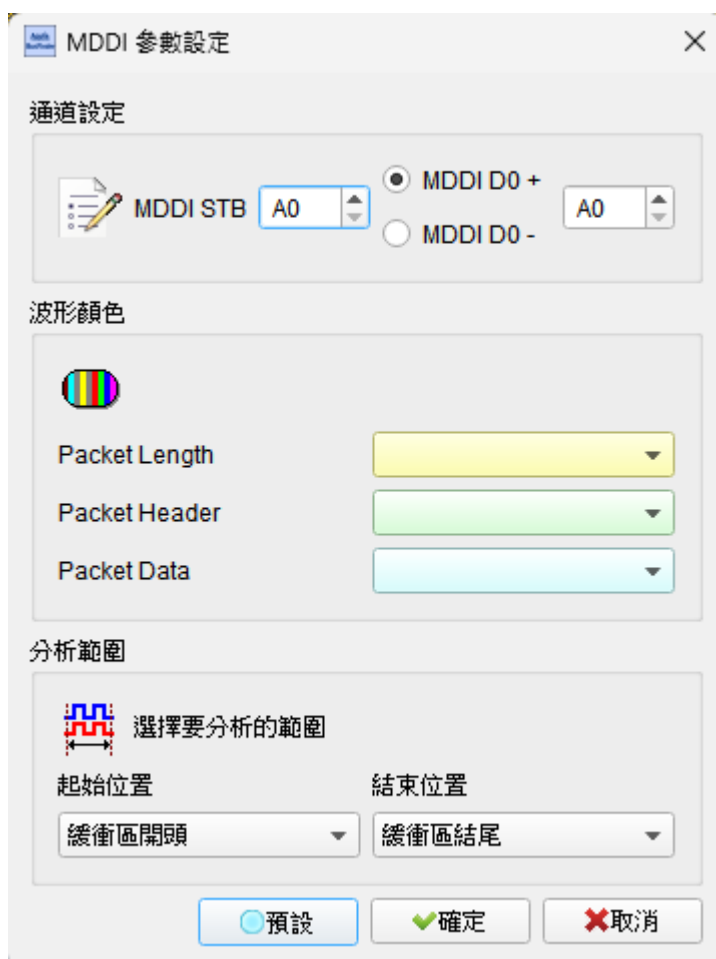 MDDI 參數設定
通道設定
MDDI STB A0 MDDI D0 + A0
MDDI D0 -
波形顏色
Packet Length
Packet Header
Packet Data
分析範圍
選擇要分析的範圍
起始位置 結束位置
緩衝區開頭 緩衝區結尾
預設 確定 取消